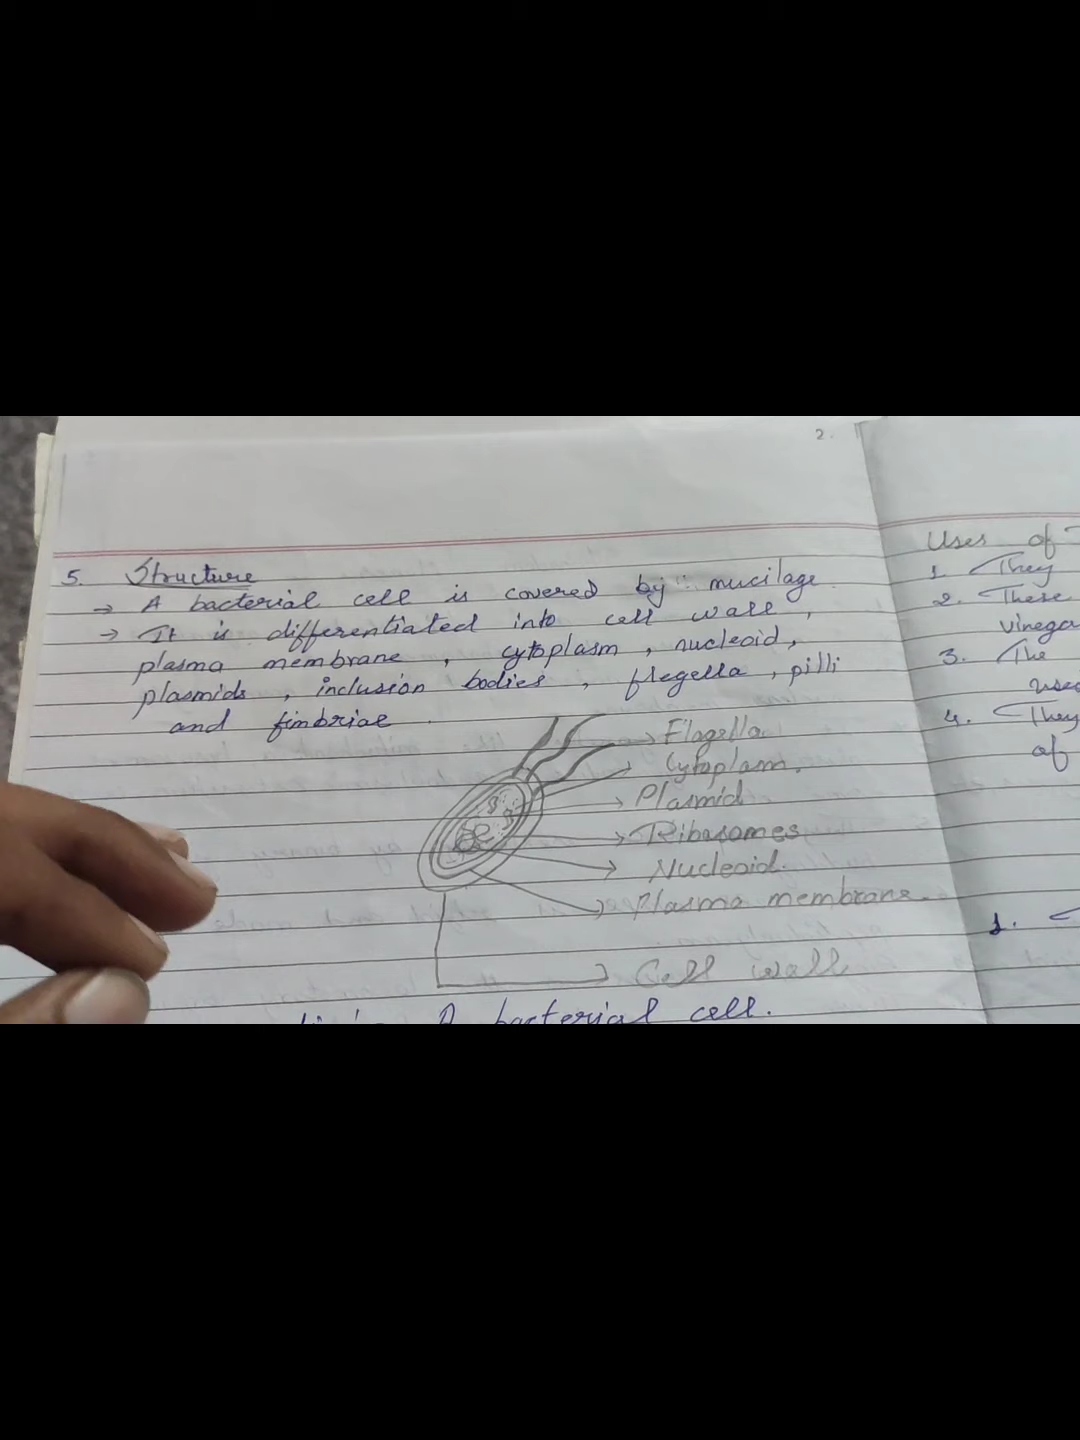 2.
5. Structure
→ A bacterial cell is covered by mucilage
→ It is differentiated into cell wall,
plasma membrane, cytoplasm, nucleoid,
plasmids, inclusion bodies, flegella, pilli
and fimbriae.
Flagella
Cytoplasm.
Plasmid
Ribosomes
Nucleoid.
Plasma membrane.
Cell wall
A bacterial cell.
Uses of
1. They
2. These
vinega
3. The
used
4. They
of
1.